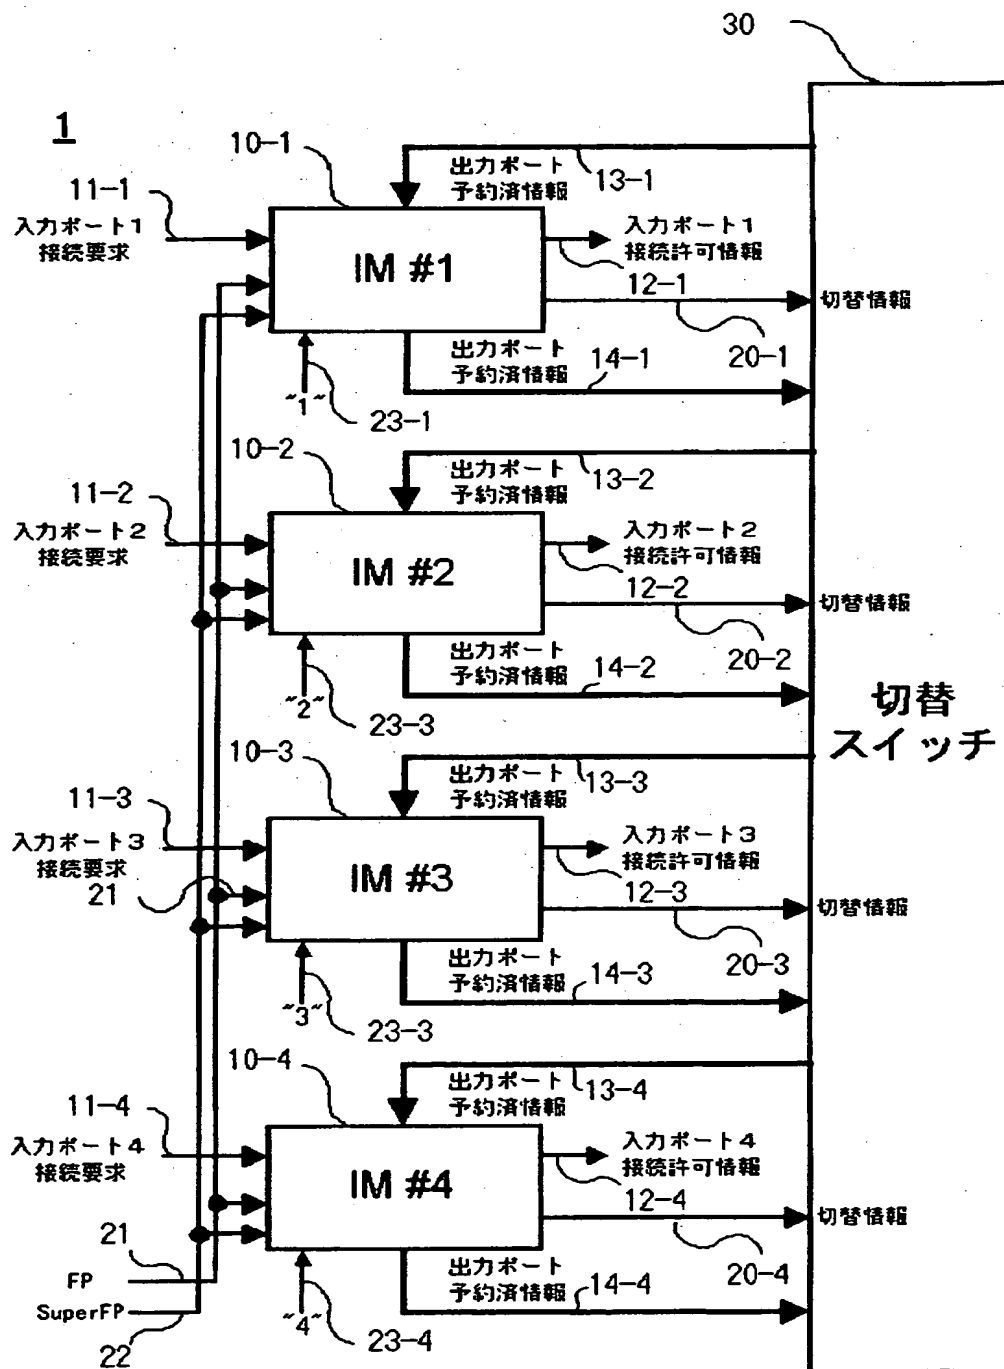 30
1
10-1
出力ポート
予約済情報
13-1
11-1
入力ポート1
接続要求
IM #1
入力ポート1
接続許可情報
12-1
切替情報
20-1
出力ポート
予約済情報
14-1
"1"
23-1
10-2
出力ポート
予約済情報
13-2
11-2
入力ポート2
接続要求
IM #2
入力ポート2
接続許可情報
12-2
切替情報
20-2
出力ポート
予約済情報
14-2
"2"
23-3
切替
スイッチ
10-3
出力ポート
予約済情報
13-3
11-3
入力ポート3
接続要求
21
IM #3
入力ポート3
接続許可情報
12-3
切替情報
20-3
出力ポート
予約済情報
14-3
"3"
23-3
10-4
出力ポート
予約済情報
13-4
11-4
入力ポート4
接続要求
IM #4
入力ポート4
接続許可情報
12-4
切替情報
20-4
出力ポート
予約済情報
14-4
"4"
23-4
21
FP
SuperFP
22